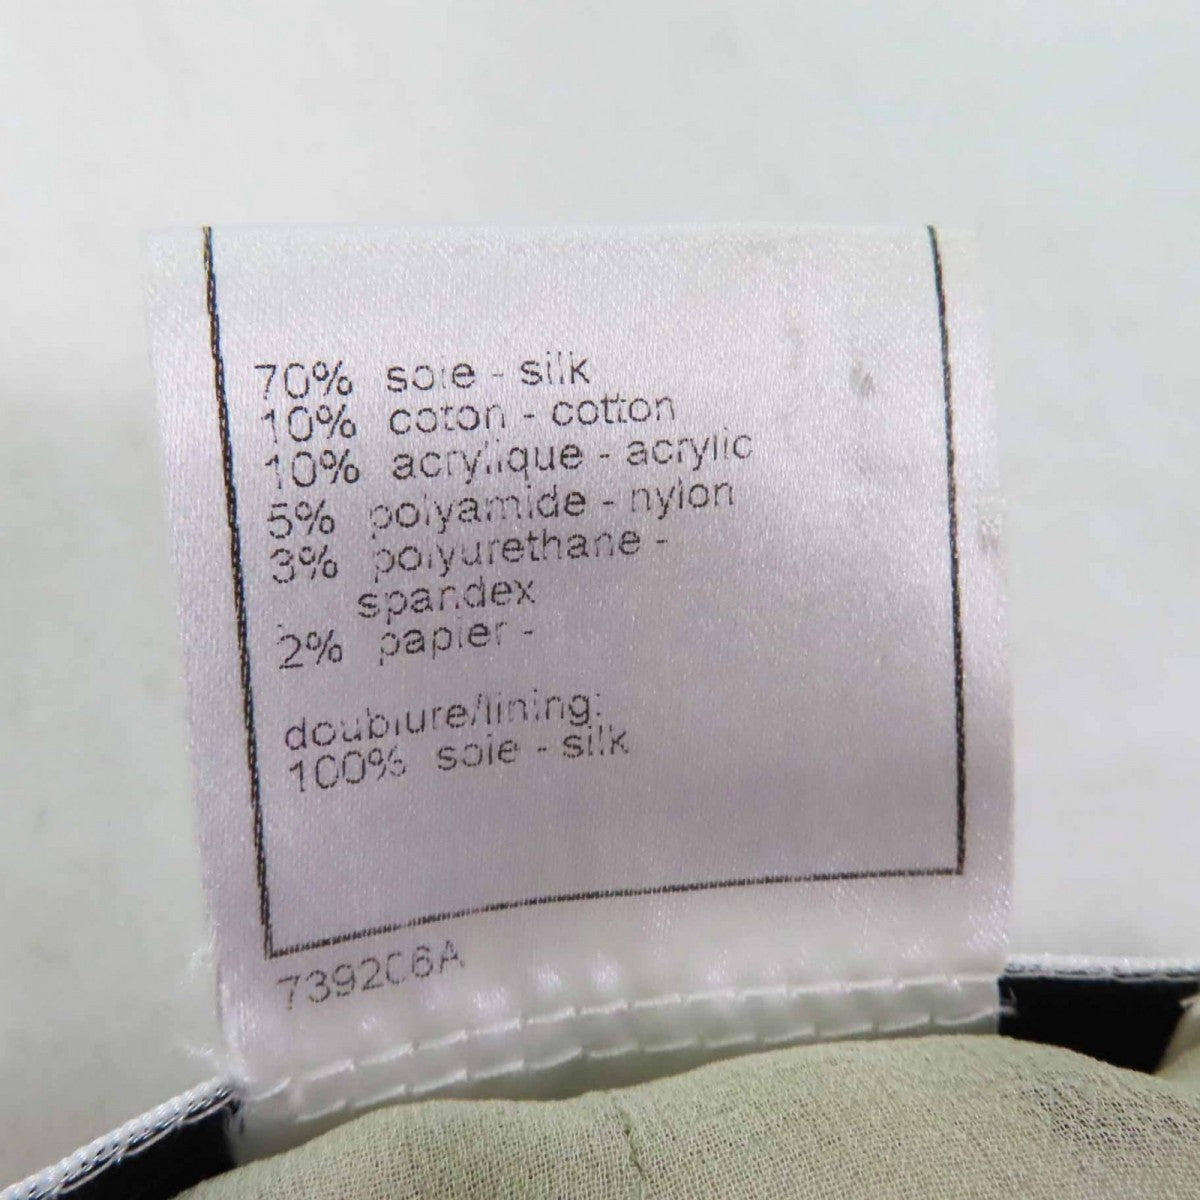 70% soie - silk
10% coton - cotton
10% acrylique - acrylic
5% polyamide - nylon
3% polyurethane -
spandex
2% papier -
doublure/lining:
100% soie - silk
739206A